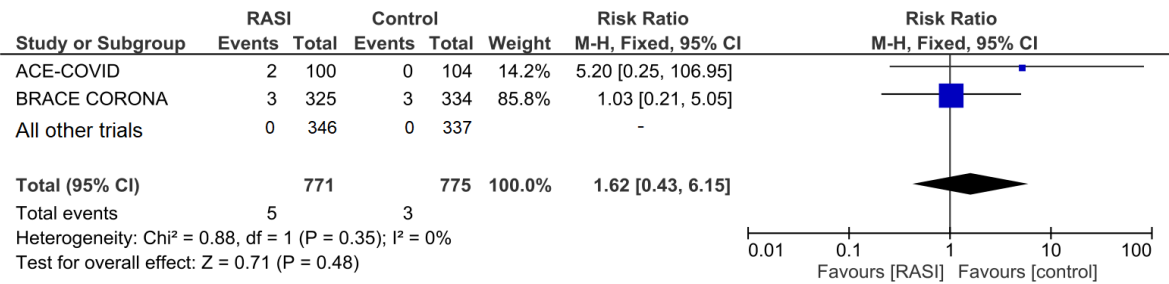 RASI Control Risk Ratio Risk Ratio
Study or Subgroup Events Total Events Total Weight M-H, Fixed, 95% CI M-H, Fixed, 95% CI
ACE-COVID 2 100 0 104 14.2% 5.20 [0.25, 106.95]
BRACE CORONA 3 325 3 334 85.8% 1.03 [0.21, 5.05]
All other trials 0 346 0 337 -
Total (95% CI) 771 775 100.0% 1.62 [0.43, 6.15]
Total events 5 3
Heterogeneity: Chi² = 0.88, df = 1 (P = 0.35); I² = 0%
Test for overall effect: Z = 0.71 (P = 0.48)
0.01 0.1 1 10 100
Favours [RASI] Favours [control]